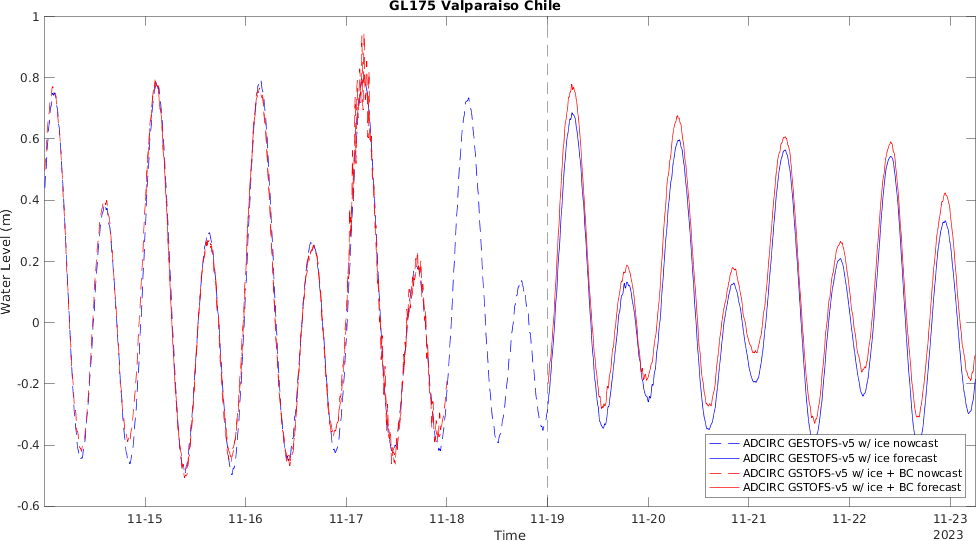 GL175 Valparaiso Chile
1
0.8
0.6
0.4
0.2
0
-0.2
-0.4
-0.6
Water Level (m)
11-15 11-16 11-17 11-18 11-19 11-20 11-21 11-22 11-23
Time
2023
ADCIRC GESTOFS-v5 w/ ice nowcast
ADCIRC GESTOFS-v5 w/ ice forecast
ADCIRC GSTOFS-v5 w/ ice + BC nowcast
ADCIRC GSTOFS-v5 w/ ice + BC forecast